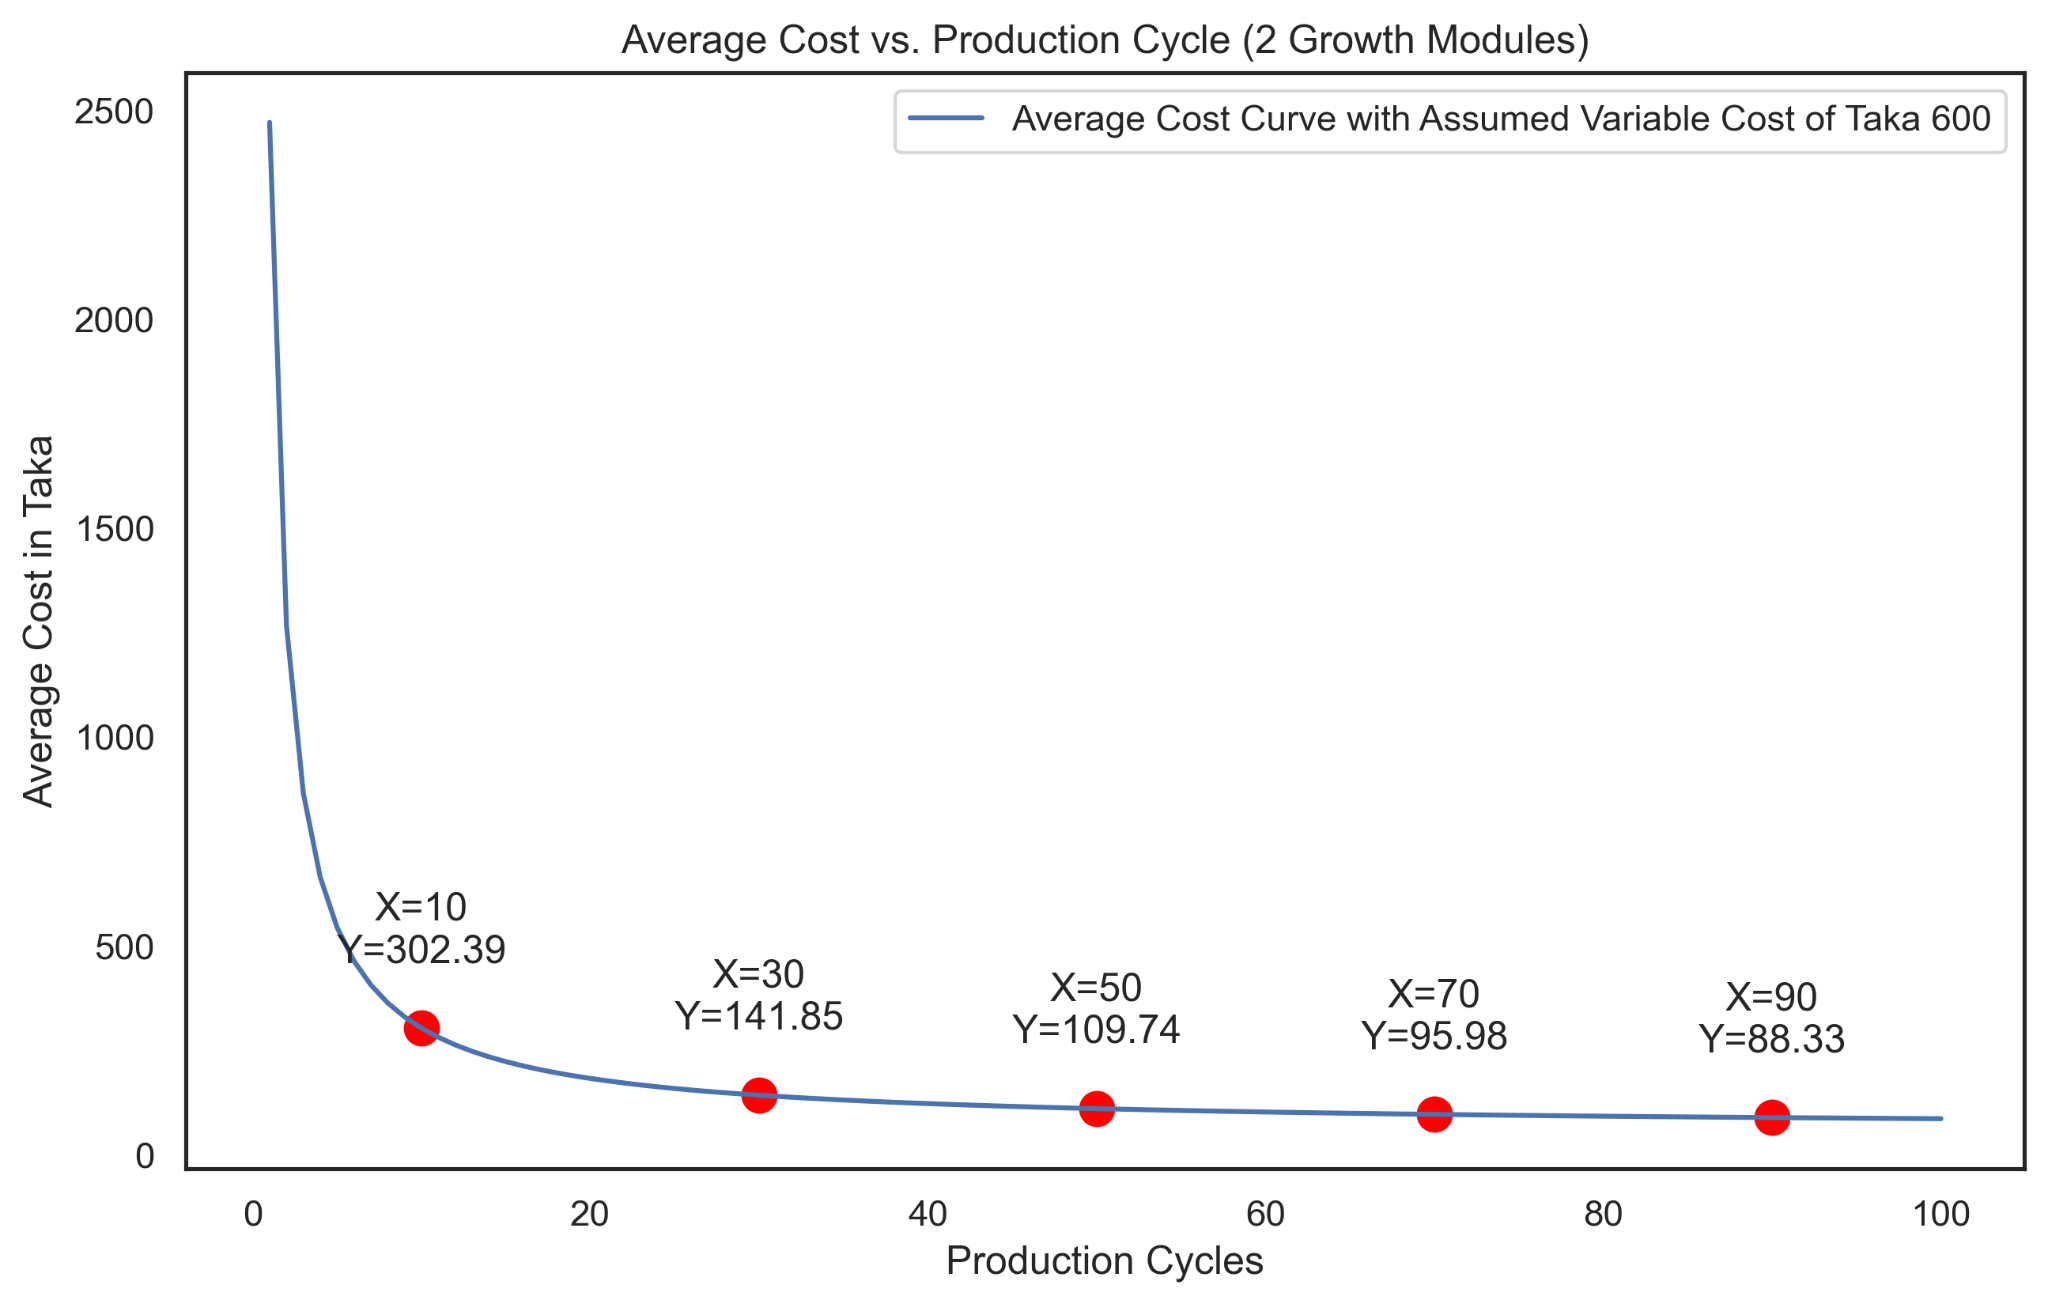 Average Cost vs. Production Cycle (2 Growth Modules)
Average Cost Curve with Assumed Variable Cost of Taka 600
Average Cost in Taka
2500
2000
1500
1000
500
0
X=10
Y=302.39
X=30
Y=141.85
X=50
Y=109.74
X=70
Y=95.98
X=90
Y=88.33
0
20
40
60
80
100
Production Cycles